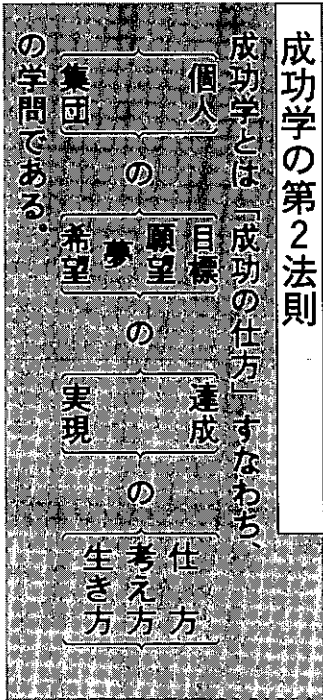 成功学の第2法則
成功学とは「成功の仕方」すなわち、
個人
集団
の
目標
願望
夢
希望
の
達成
実現
の
仕方
考え方
生き方
の学問である。